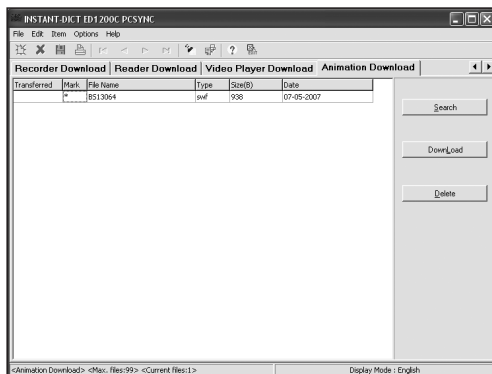 INSTANT-DICT ED1200C PCSYNC
File Edit Item Options Help
Recorder Download Reader Download Video Player Download Animation Download
Transferred Mark File Name Type Size(B) Date
* BS13064 swf 938 07-05-2007
Search
DownLoad
Delete
<Animation Download> <Max. files:99> <Current files:1> Display Mode : English